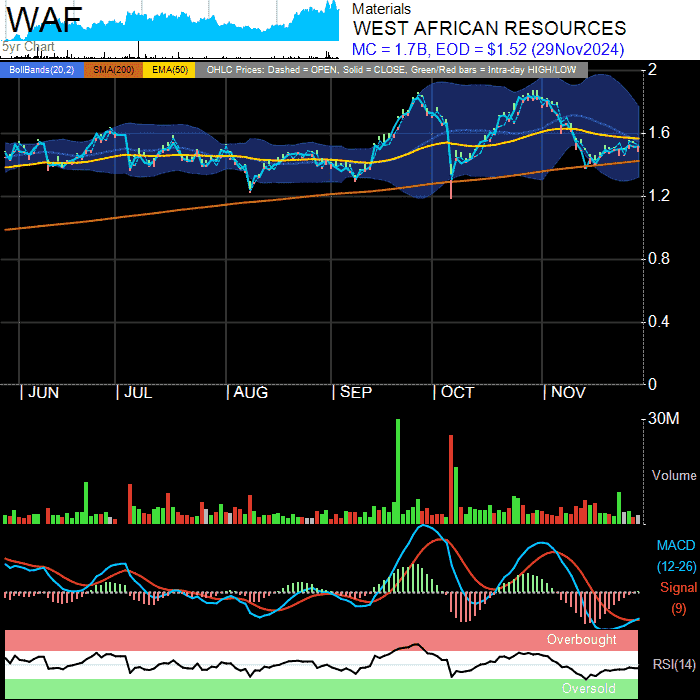 WAF
5yr Chart
Materials
WEST AFRICAN RESOURCES
MC = 1.7B, EOD = $1.52 (29Nov2024)
BollBands(20,2) SMA(200) EMA(50) OHLC Prices: Dashed = OPEN, Solid = CLOSE, Green/Red bars = Intra-day HIGH/LOW
2
1.6
1.2
0.8
0.4
0
JUN JUL AUG SEP OCT NOV
30M
Volume
MACD
(12-26)
Signal
(9)
Overbought
RSI(14)
Oversold